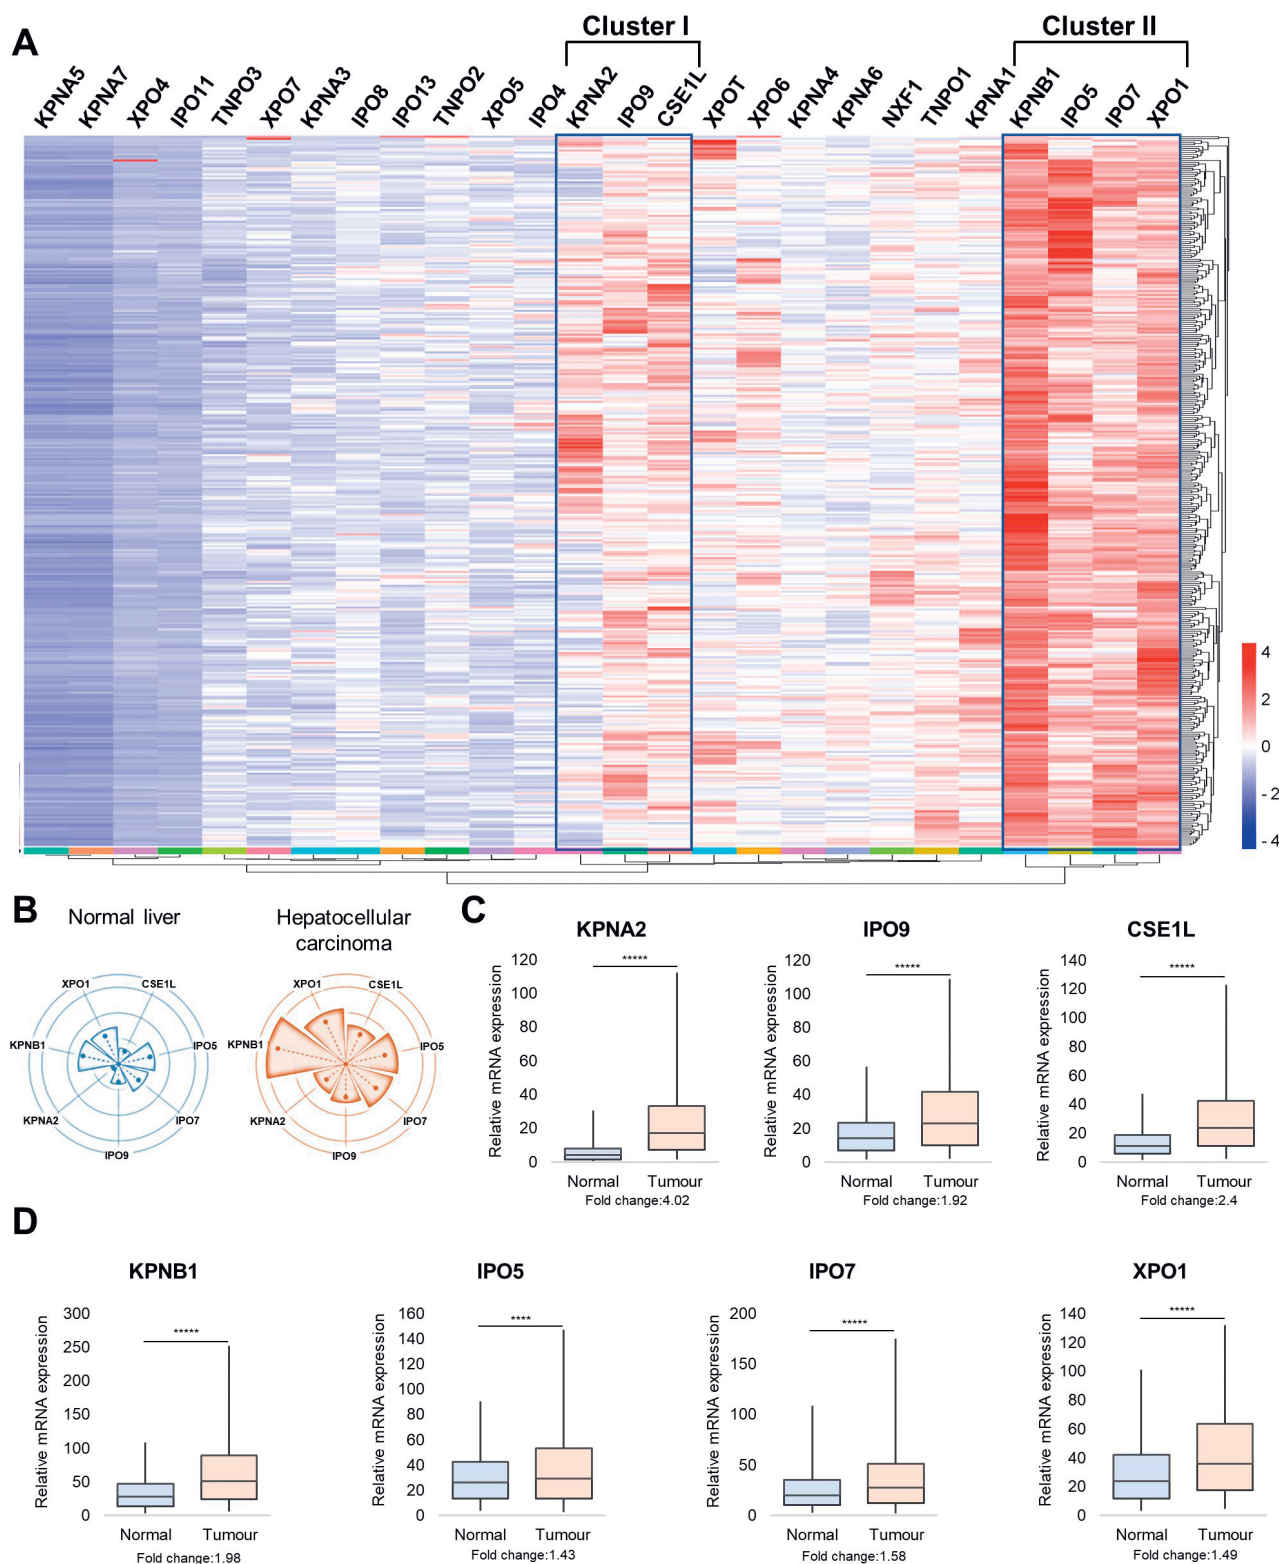 A
Cluster I
Cluster II
KPNA5
KPNA7
XPO4
IPO11
TNPO3
XPO7
KPNA3
IPO8
IPO13
TNPO2
XPO5
IPO4
KPNA2
IPO9
CSE1L
XPOT
XPO6
KPNA4
KPNA6
NXF1
TNPO1
KPNA1
KPNB1
IPO5
IPO7
XPO1
4
2
0
- 2
- 4
B
Normal liver
Hepatocellular
carcinoma
XPO1
CSE1L
KPNB1
IPO5
KPNA2
IPO7
IPO9
XPO1
CSE1L
KPNB1
IPO5
KPNA2
IPO7
IPO9
C
KPNA2
Relative mRNA expression
120
100
80
60
40
20
0
*****
Normal
Tumour
Fold change:4.02
IPO9
Relative mRNA expression
120
100
80
60
40
20
0
*****
Normal
Tumour
Fold change:1.92
CSE1L
Relative mRNA expression
140
120
100
80
60
40
20
0
*****
Normal
Tumour
Fold change:2.4
D
KPNB1
Relative mRNA expression
300
250
200
150
100
50
0
*****
Normal
Tumour
Fold change:1.98
IPO5
Relative mRNA expression
160
140
120
100
80
60
40
20
0
****
Normal
Tumour
Fold change:1.43
IPO7
Relative mRNA expression
200
150
100
50
0
*****
Normal
Tumour
Fold change:1.58
XPO1
Relative mRNA expression
140
120
100
80
60
40
20
0
*****
Normal
Tumour
Fold change:1.49